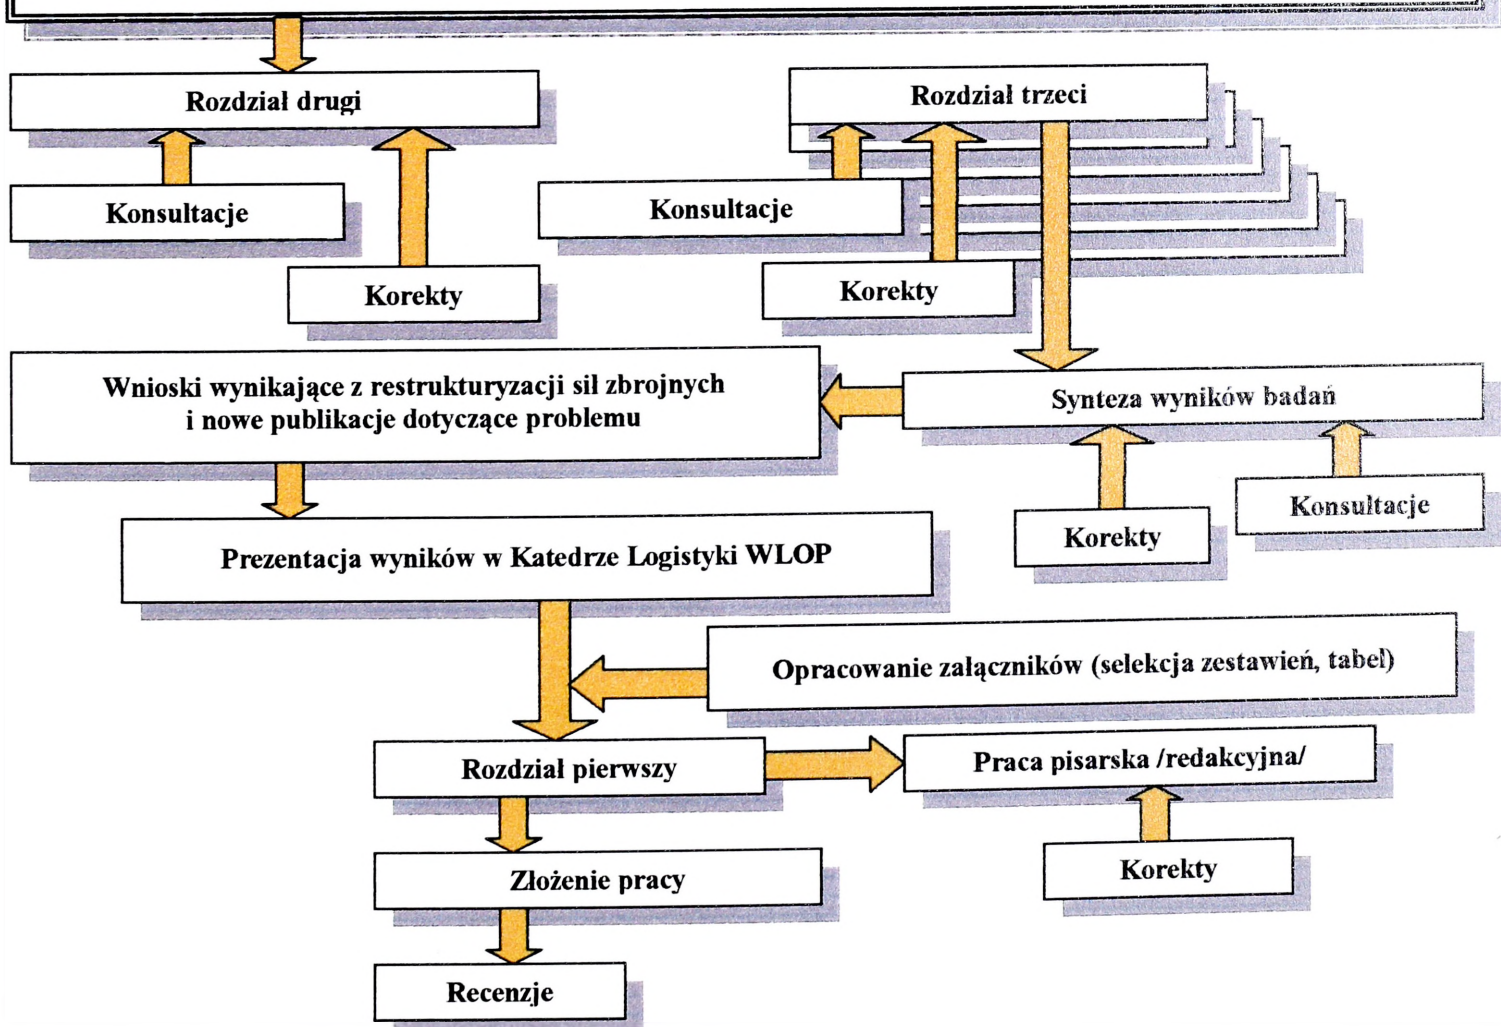 Rozdział drugi
Rozdział trzeci
Konsultacje
Konsultacje
Korekty
Korekty
Wnioski wynikające z restrukturyzacji sił zbrojnych
i nowe publikacje dotyczące problemu
Synteza wyników badań
Korekty
Konsultacje
Prezentacja wyników w Katedrze Logistyki WLOP
Opracowanie załączników (selekcja zestawień, tabel)
Rozdział pierwszy
Praca pisarska /redakcyjna/
Korekty
Złożenie pracy
Recenzje